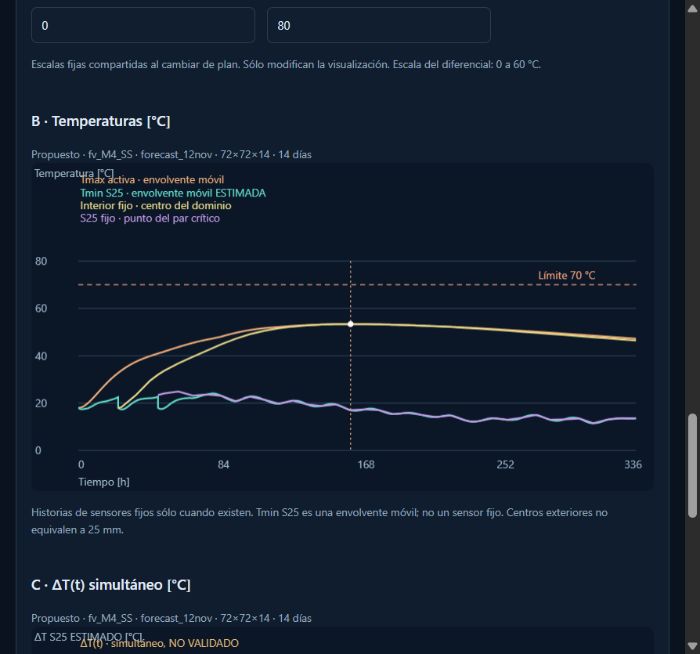 0
80
Escalas fijas compartidas al cambiar de plan. Sólo modifican la visualización. Escala del diferencial: 0 a 60 °C.
B · Temperaturas [°C]
Propuesto · fv_M4_SS · forecast_12nov · 72×72×14 · 14 días
Temperatura [°C]
Tmax activa · envolvente móvil
Tmin S25 · envolvente móvil ESTIMADA
Interior fijo · centro del dominio
S25 fijo · punto del par crítico
80
Límite 70 °C
60
40
20
0
0
84
168
252
336
Tiempo [h]
Historias de sensores fijos sólo cuando existen. Tmin S25 es una envolvente móvil; no un sensor fijo. Centros exteriores no
equivalen a 25 mm.
C · ΔT(t) simultáneo [°C]
Propuesto · fv_M4_SS · forecast_12nov · 72×72×14 · 14 días
ΔT S25 ESTIMADO [°C]
ΔT(t) · simultáneo, NO VALIDADO